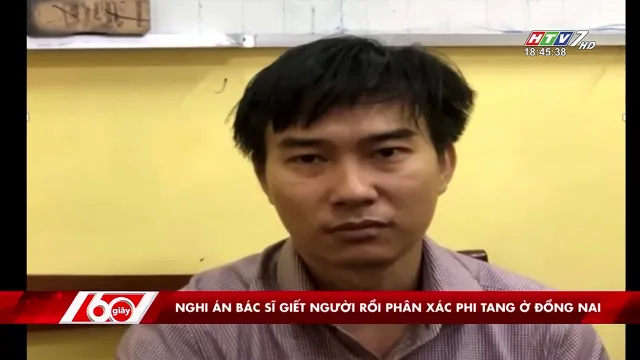 HTV7 HD
18:45:38
60 giây
NGHI ÁN BÁC SĨ GIẾT NGƯỜI RỒI PHÂN XÁC PHI TANG Ở ĐỒNG NAI